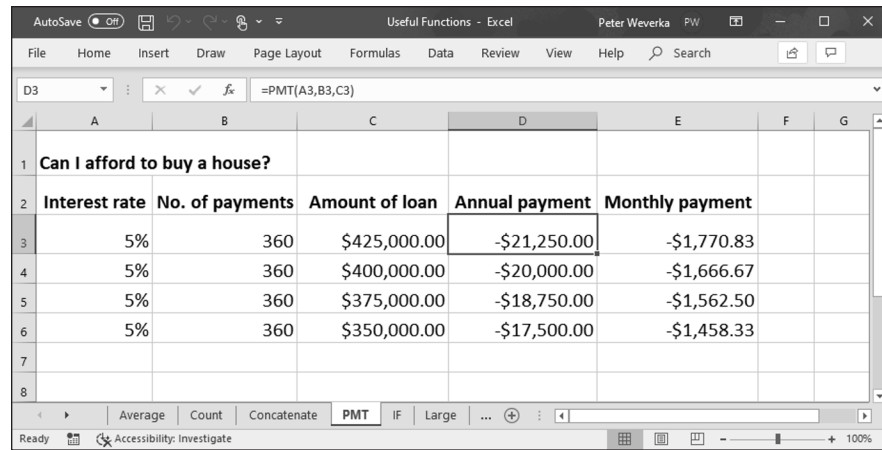 AutoSave Off Useful Functions - Excel Peter Weverka PW
File Home Insert Draw Page Layout Formulas Data Review View Help Search
D3 fx =PMT(A3,B3,C3)
A B C D E F G
1 Can I afford to buy a house?
2 Interest rate No. of payments Amount of loan Annual payment Monthly payment
3 5% 360 $425,000.00 -$21,250.00 -$1,770.83
4 5% 360 $400,000.00 -$20,000.00 -$1,666.67
5 5% 360 $375,000.00 -$18,750.00 -$1,562.50
6 5% 360 $350,000.00 -$17,500.00 -$1,458.33
7
8
Average Count Concatenate PMT IF Large ...
Ready Accessibility: Investigate 100%